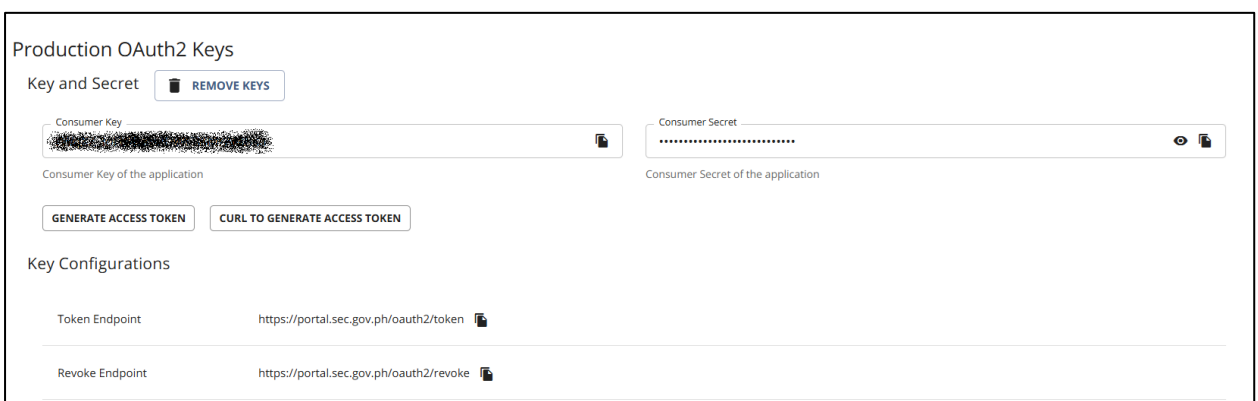 Production OAuth2 Keys
Key and Secret REMOVE KEYS
Consumer Key Consumer Secret
••••••••••••••••••••••••••••
Consumer Key of the application Consumer Secret of the application
GENERATE ACCESS TOKEN CURL TO GENERATE ACCESS TOKEN
Key Configurations
Token Endpoint https://portal.sec.gov.ph/oauth2/token
Revoke Endpoint https://portal.sec.gov.ph/oauth2/revoke